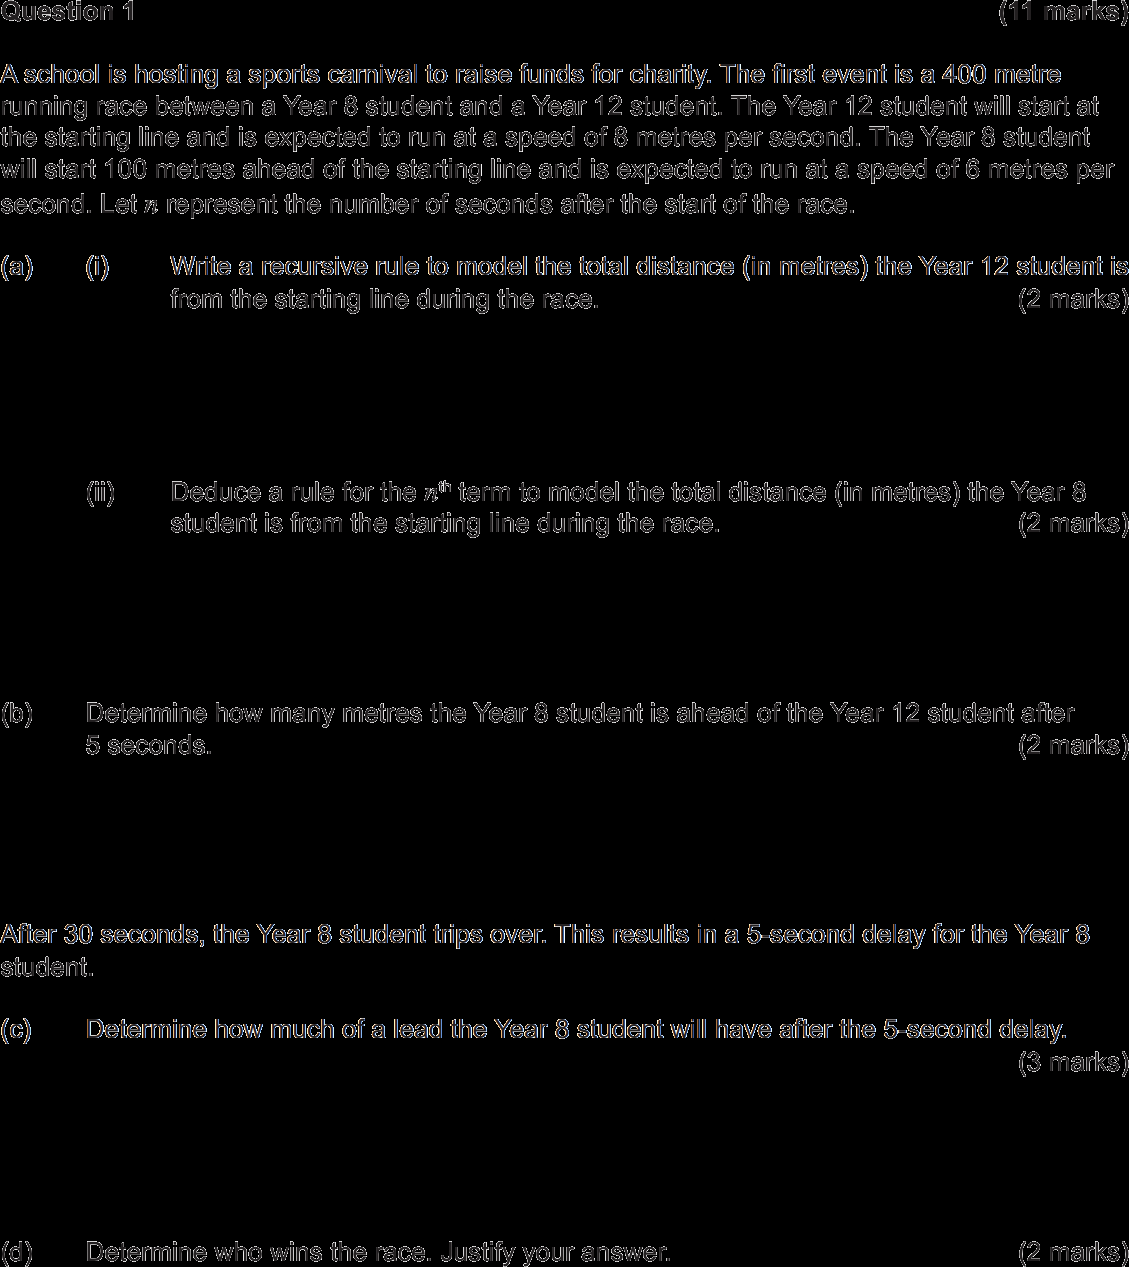 Question 1 (11 marks)
A school is hosting a sports carnival to raise funds for charity. The first event is a 400 metre
running race between a Year 8 student and a Year 12 student. The Year 12 student will start at
the starting line and is expected to run at a speed of 8 metres per second. The Year 8 student
will start 100 metres ahead of the starting line and is expected to run at a speed of 6 metres per
second. Let n represent the number of seconds after the start of the race.
(a) (i) Write a recursive rule to model the total distance (in metres) the Year 12 student is
from the starting line during the race. (2 marks)
(ii) Deduce a rule for the nth term to model the total distance (in metres) the Year 8
student is from the starting line during the race. (2 marks)
(b) Determine how many metres the Year 8 student is ahead of the Year 12 student after
5 seconds. (2 marks)
After 30 seconds, the Year 8 student trips over. This results in a 5-second delay for the Year 8
student.
(c) Determine how much of a lead the Year 8 student will have after the 5-second delay.
(3 marks)
(d) Determine who wins the race. Justify your answer. (2 marks)